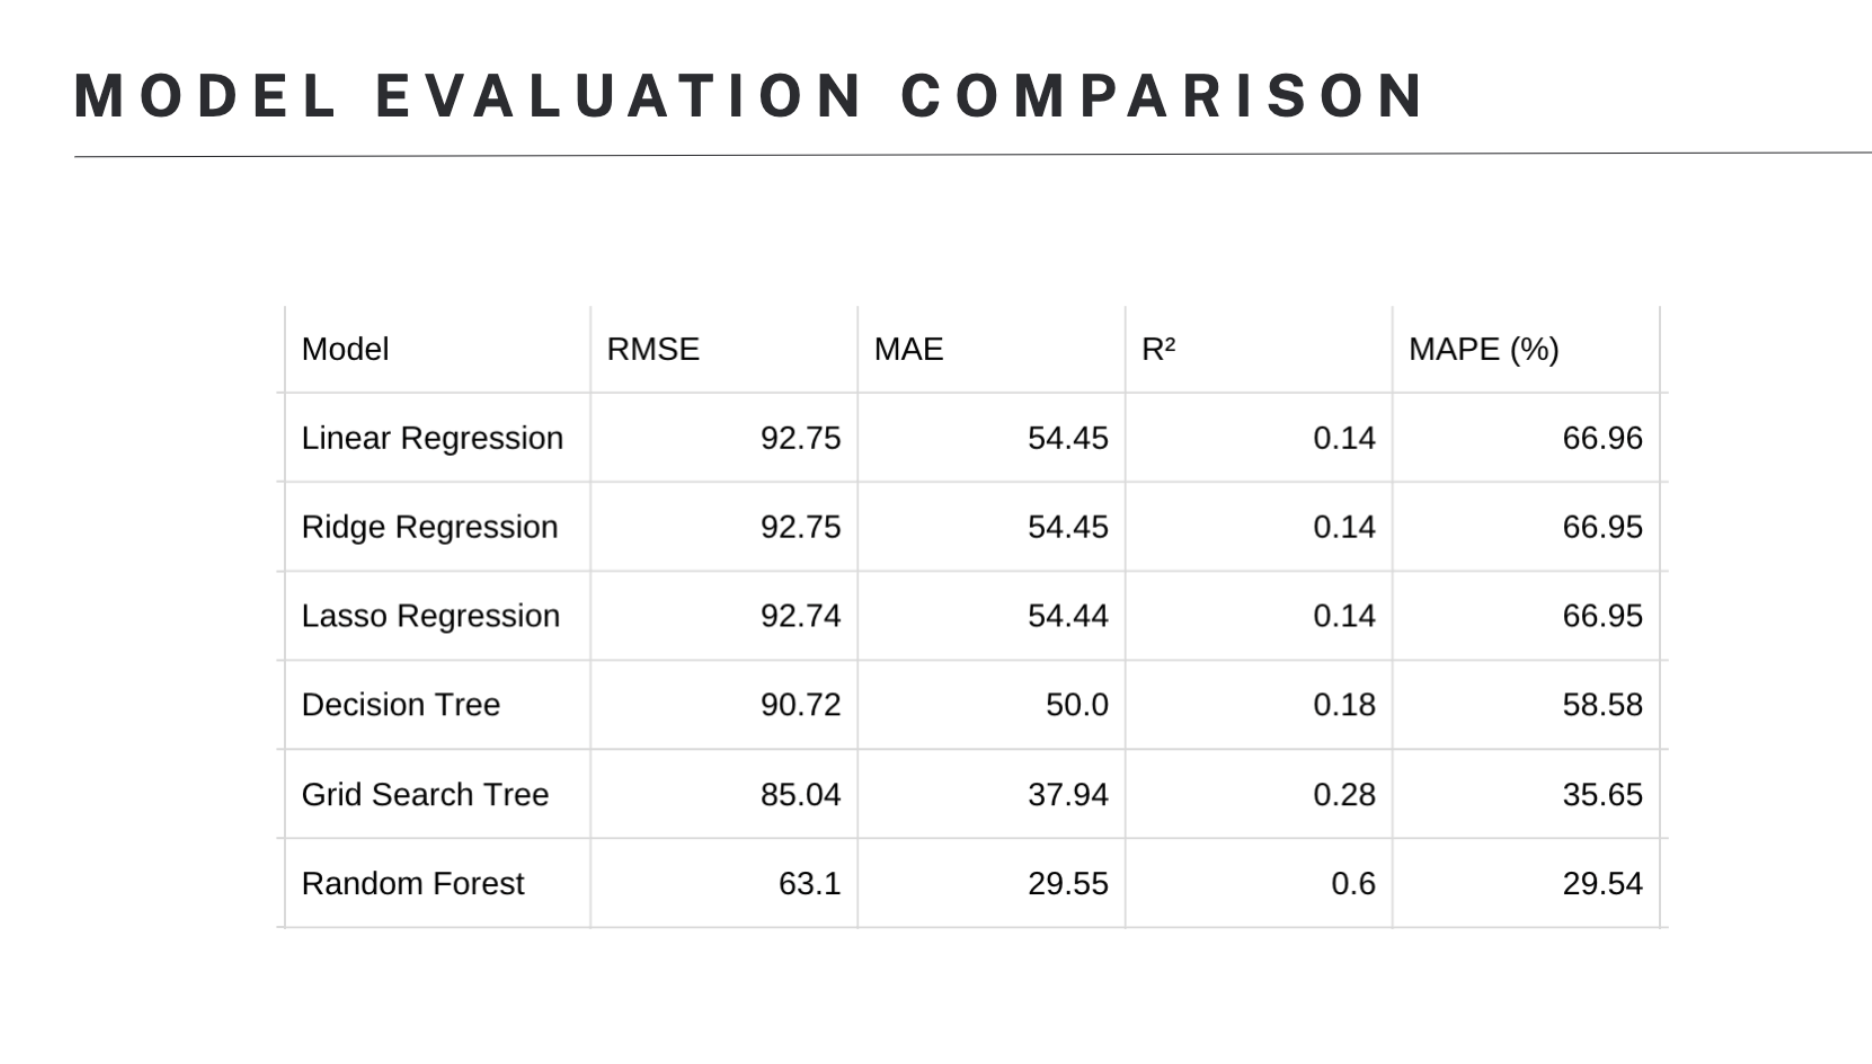 MODEL EVALUATION COMPARISON
Model RMSE MAE R² MAPE (%)
Linear Regression 92.75 54.45 0.14 66.96
Ridge Regression 92.75 54.45 0.14 66.95
Lasso Regression 92.74 54.44 0.14 66.95
Decision Tree 90.72 50.0 0.18 58.58
Grid Search Tree 85.04 37.94 0.28 35.65
Random Forest 63.1 29.55 0.6 29.54